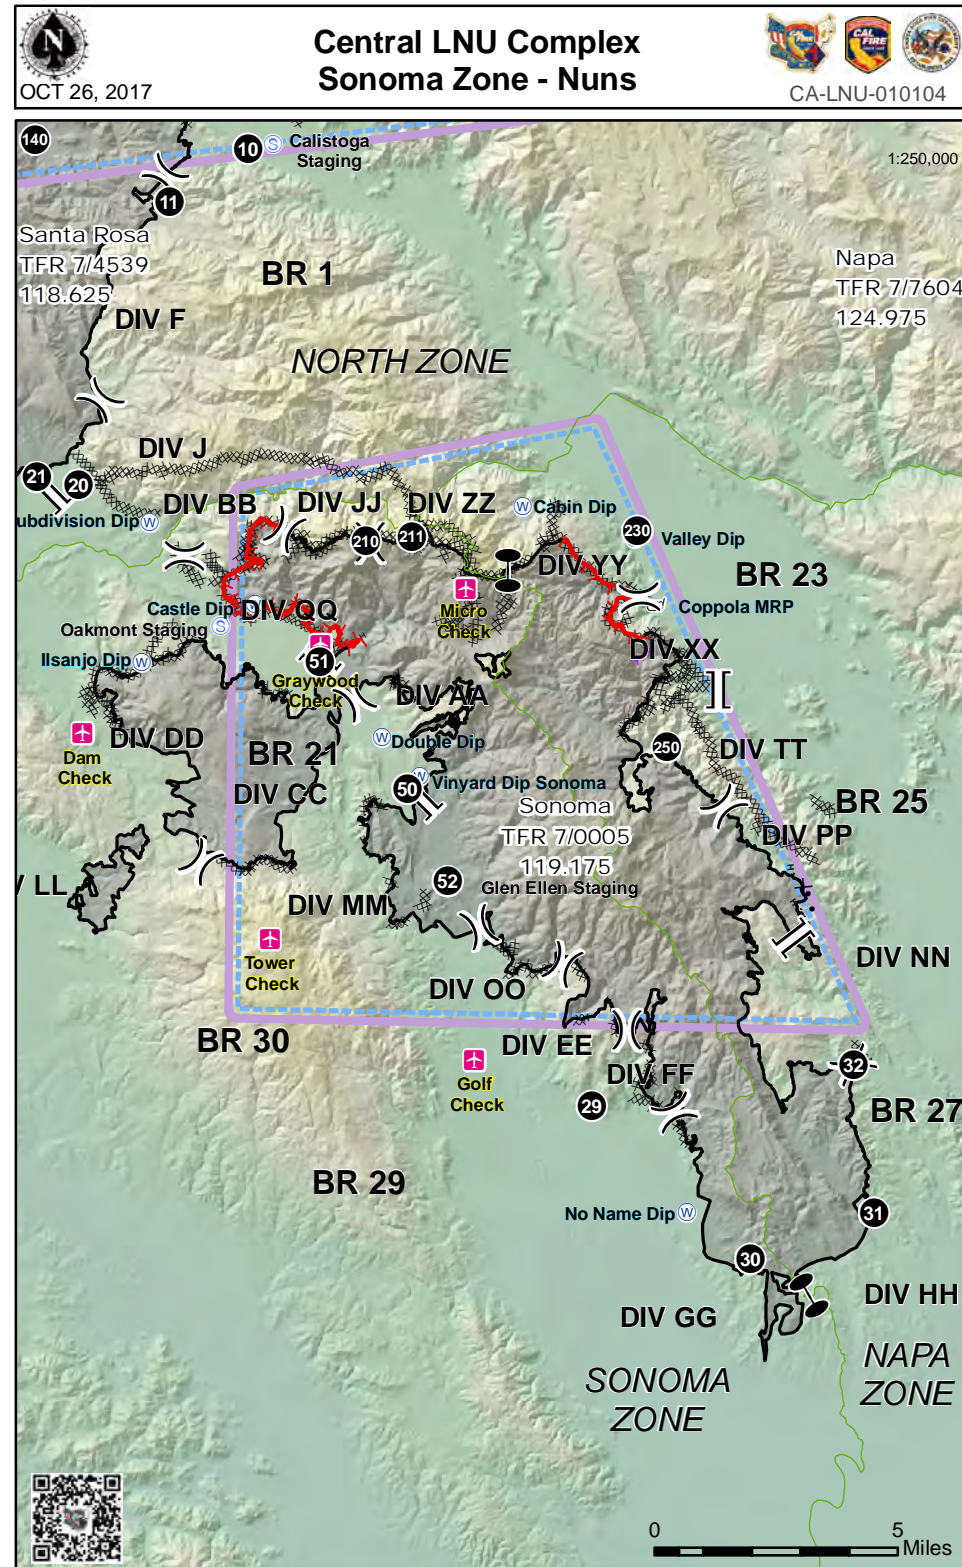 N
OCT 26, 2017
Central LNU Complex
Sonoma Zone - Nuns
CAL FIRE
CA-LNU-010104
1:250,000
140
10
S
Calistoga
Staging
11
Santa Rosa
TFR 7/4539
118.625
BR 1
Napa
TFR 7/7604
124.975
DIV F
NORTH ZONE
DIV J
21
20
DIV BB
DIV JJ
DIV ZZ
ubdivision Dip
W
W
Cabin Dip
210
211
230
Valley Dip
DIV YY
BR 23
Castle Dip
DIV QQ
Micro
Check
Coppola MRP
Oakmont Staging
S
Ilsanjo Dip
W
51
Graywood
Check
DIV XX
DIV AA
Dam
Check
DIV DD
BR 21
W
Double Dip
250
DIV TT
DIV CC
50
W
Vinyard Dip Sonoma
BR 25
Sonoma
TFR 7/0005
119.175
DIV PP
V LL
52
Glen Ellen Staging
DIV MM
Tower
Check
DIV NN
DIV OO
BR 30
DIV EE
Golf
Check
DIV FF
32
29
BR 27
BR 29
No Name Dip
W
31
30
DIV GG
DIV HH
SONOMA
ZONE
NAPA
ZONE
0
5
Miles